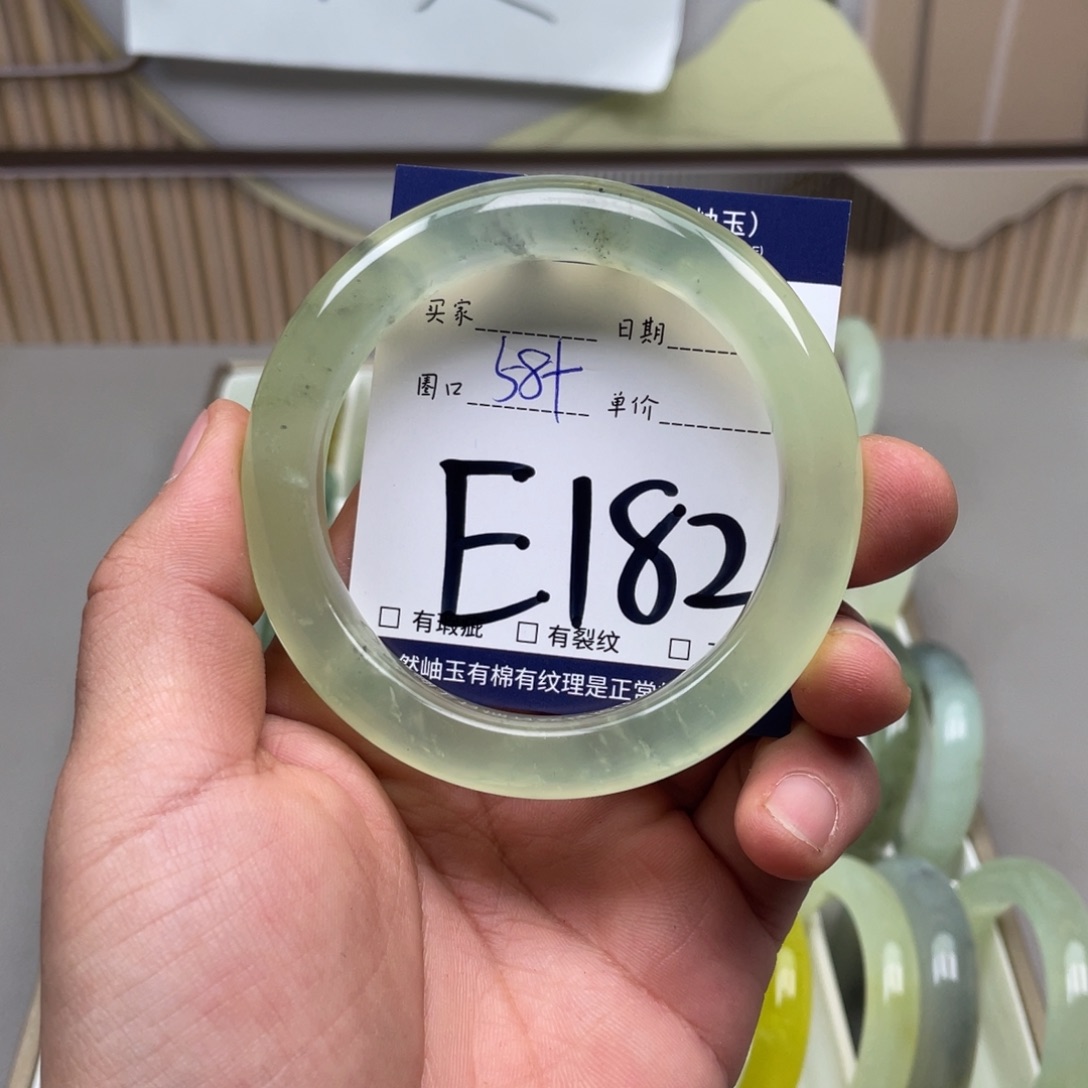 岫玉）
买家 日期
圈口 58+ 单价
E182
□ 有瑕疵 □ 有裂纹 □
然岫玉有棉有纹理是正常